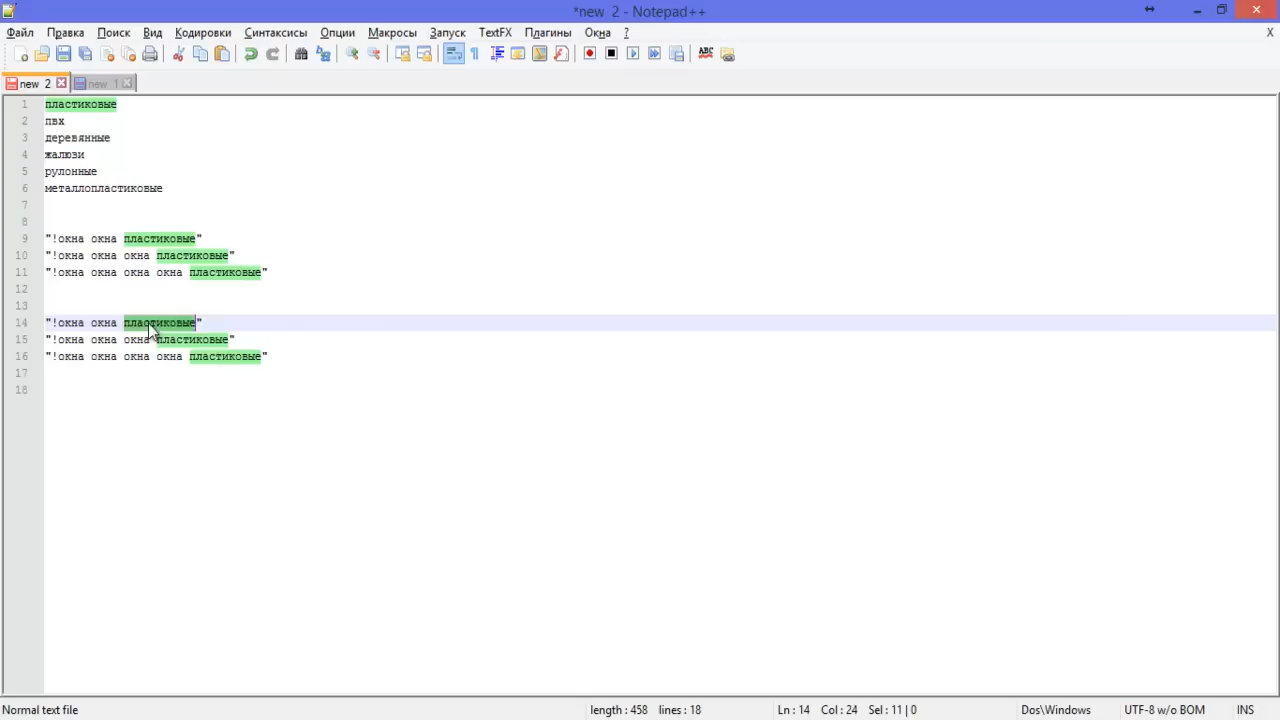 *new 2 - Notepad++
Файл Правка Поиск Вид Кодировки Синтаксисы Опции Макросы Запуск TextFX Плагины Окна ? X
ABC
new 2 new 1
1 пластиковые
2 пвх
3 деревянные
4 жалюзи
5 рулонные
6 металлопластиковые
7
8
9 "!окна окна пластиковые"
10 "!окна окна окна пластиковые"
11 "!окна окна окна окна пластиковые"
12
13
14 "!окна окна пластиковые"
15 "!окна окна окна пластиковые"
16 "!окна окна окна окна пластиковые"
17
18
Normal text file length : 458 lines : 18 Ln : 14 Col : 24 Sel : 11 | 0 Dos\Windows UTF-8 w/o BOM INS